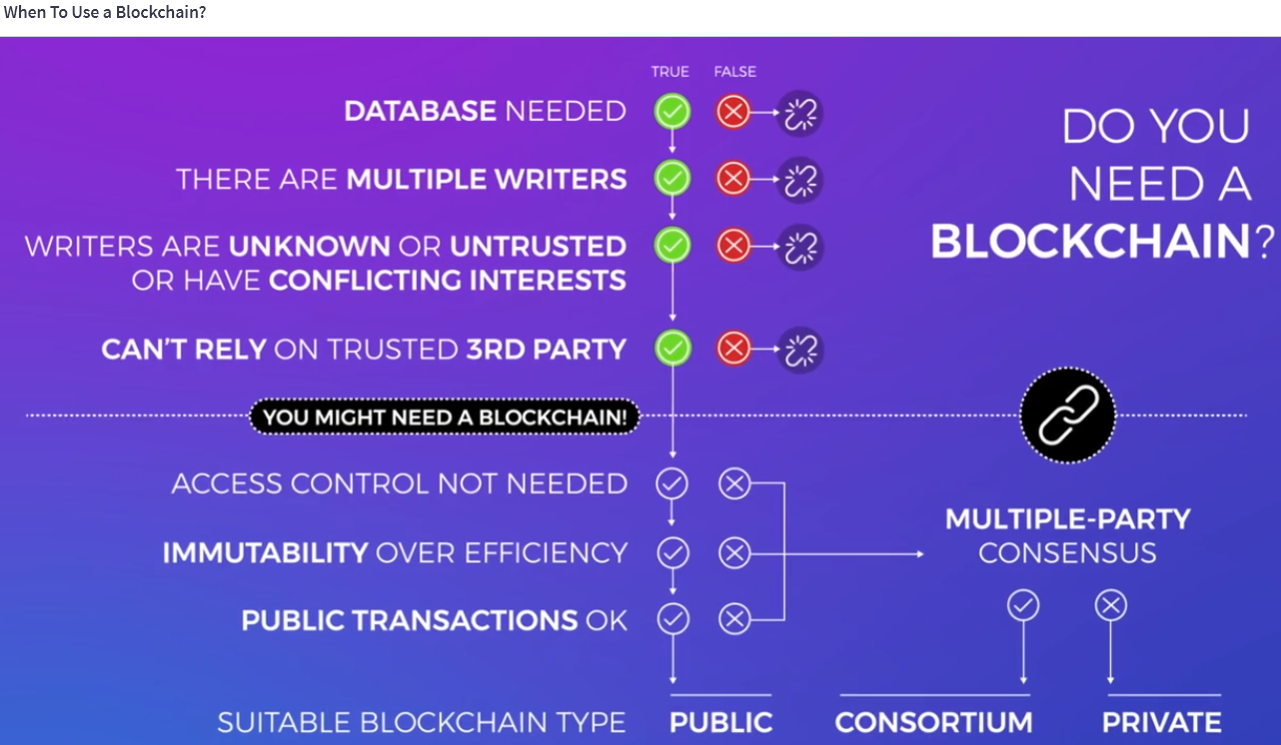 When To Use a Blockchain?
TRUE FALSE
DATABASE NEEDED
THERE ARE MULTIPLE WRITERS
WRITERS ARE UNKNOWN OR UNTRUSTED
OR HAVE CONFLICTING INTERESTS
CAN'T RELY ON TRUSTED 3RD PARTY
DO YOU
NEED A
BLOCKCHAIN?
YOU MIGHT NEED A BLOCKCHAIN!
ACCESS CONTROL NOT NEEDED
IMMUTABILITY OVER EFFICIENCY
PUBLIC TRANSACTIONS OK
MULTIPLE-PARTY
CONSENSUS
SUITABLE BLOCKCHAIN TYPE PUBLIC CONSORTIUM PRIVATE